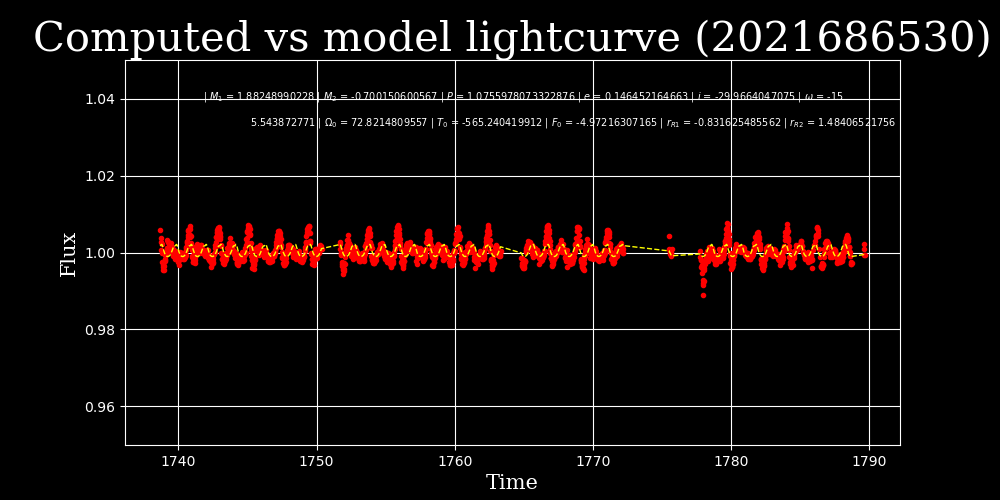 Computed vs model lightcurve (2021686530)
| M₁ = 1.88248990228 | M₂ = -0.700150600567 | P = 1.0755978073322876 | e = 0.146452164663 | i = -29.9664047075 | ω = -15
5.543872771 | Ω₀ = 72.8214809557 | T₀ = -565.240419912 | F₀ = -4.97216307165 | r_R1 = -0.831625485562 | r_R2 = 1.48406521756
1.04
1.02
1.00
0.98
0.96
Flux
1740 1750 1760 1770 1780 1790
Time